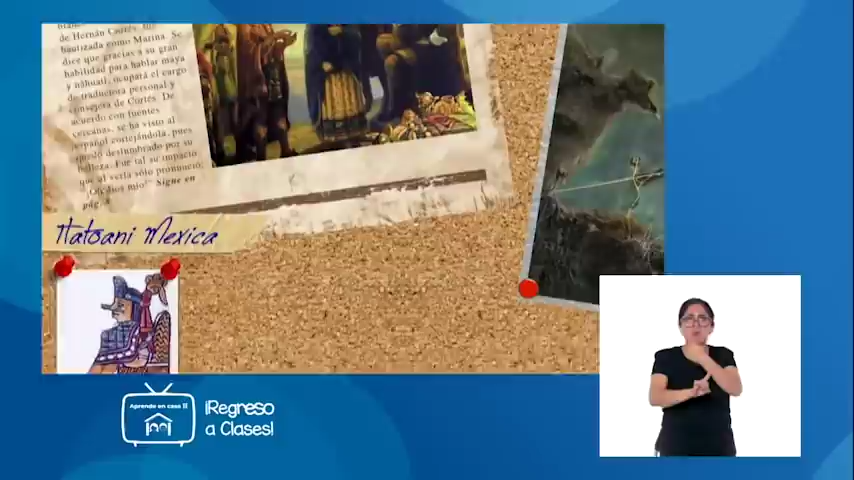 de Hernán Cortés, fue
bautizada como Marina. Se
dice que gracias a su gran
habilidad para hablar maya
y náhuatl, ocupará el cargo
de traductora personal y
consejera de Cortés. De
acuerdo con fuentes
cercanas, se ha visto al
español cortejándola, pues
quedó deslumbrado por su
belleza. Fue tal su impacto
que al verla sólo pronunció:
¡Oh dios mío!" Sigue en
pág.
Tlatoani Mexica
Aprende en casa II
¡Regreso
a Clases!